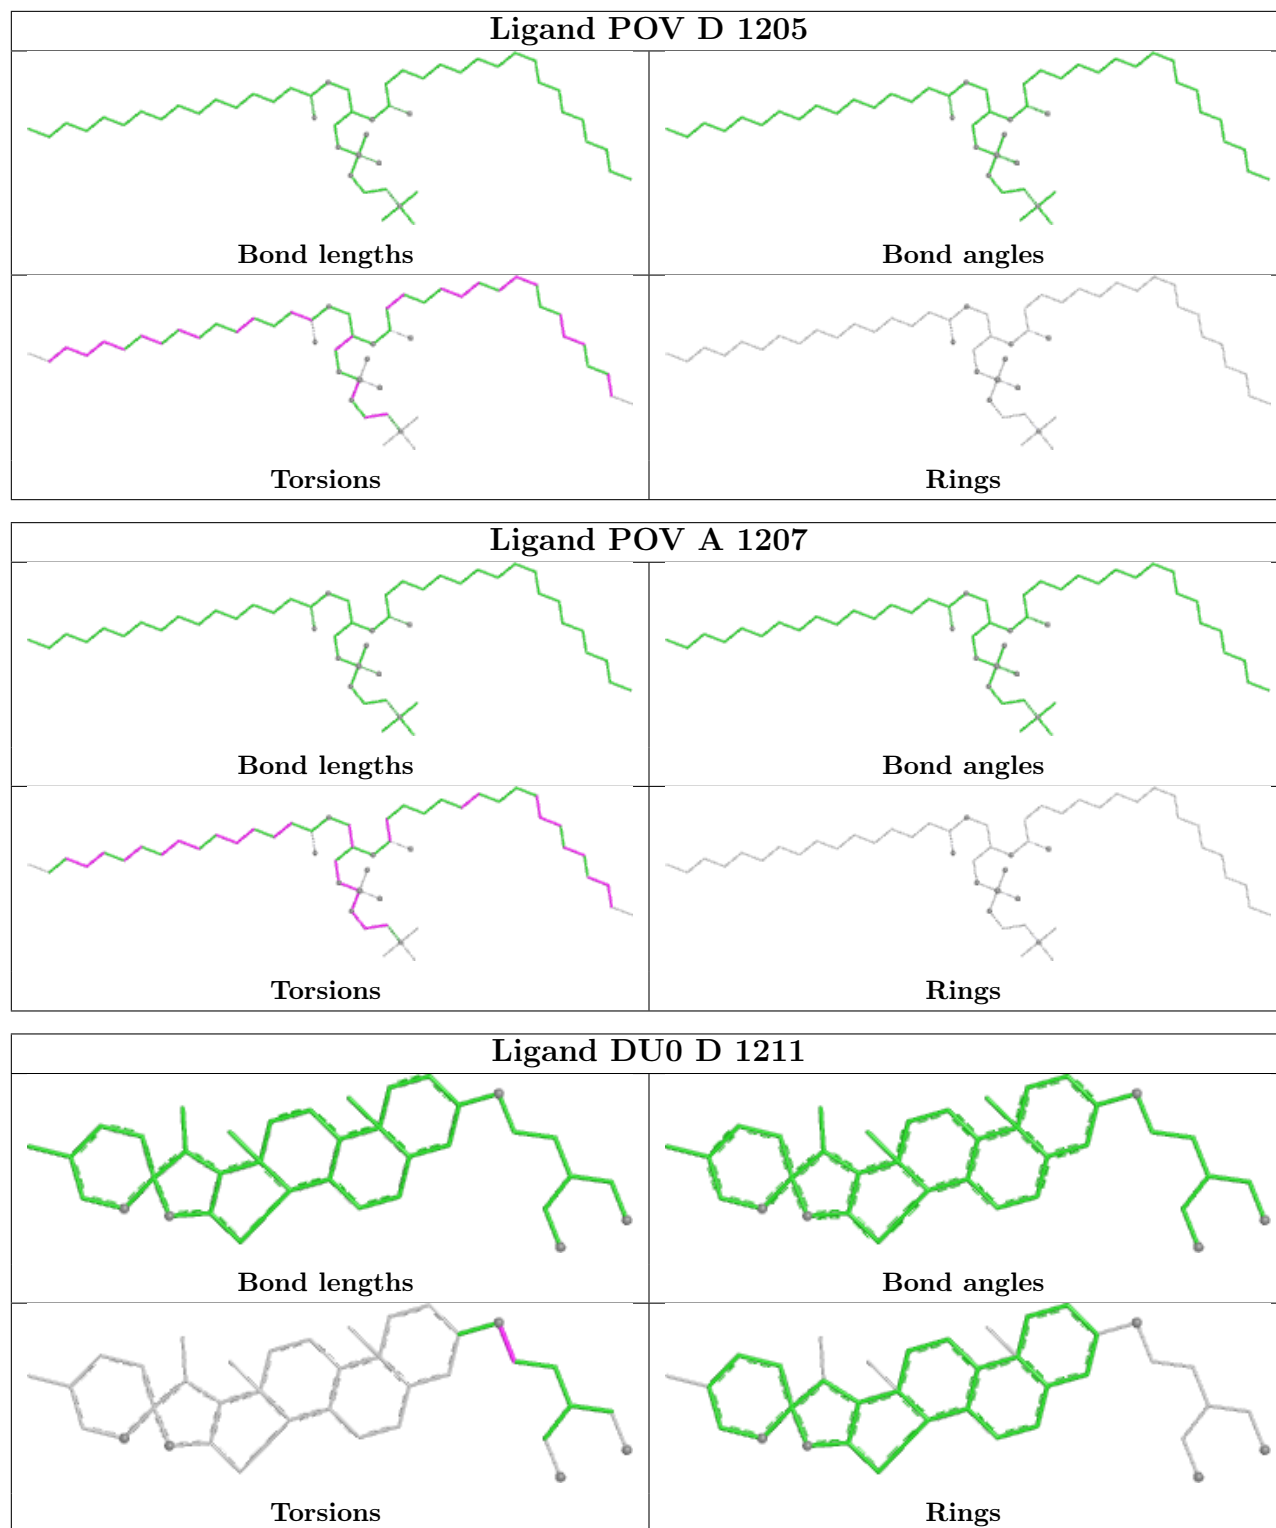 Ligand POV D 1205
Bond lengths
Bond angles
Torsions
Rings
Ligand POV A 1207
Bond lengths
Bond angles
Torsions
Rings
Ligand DU0 D 1211
Bond lengths
Bond angles
Torsions
Rings